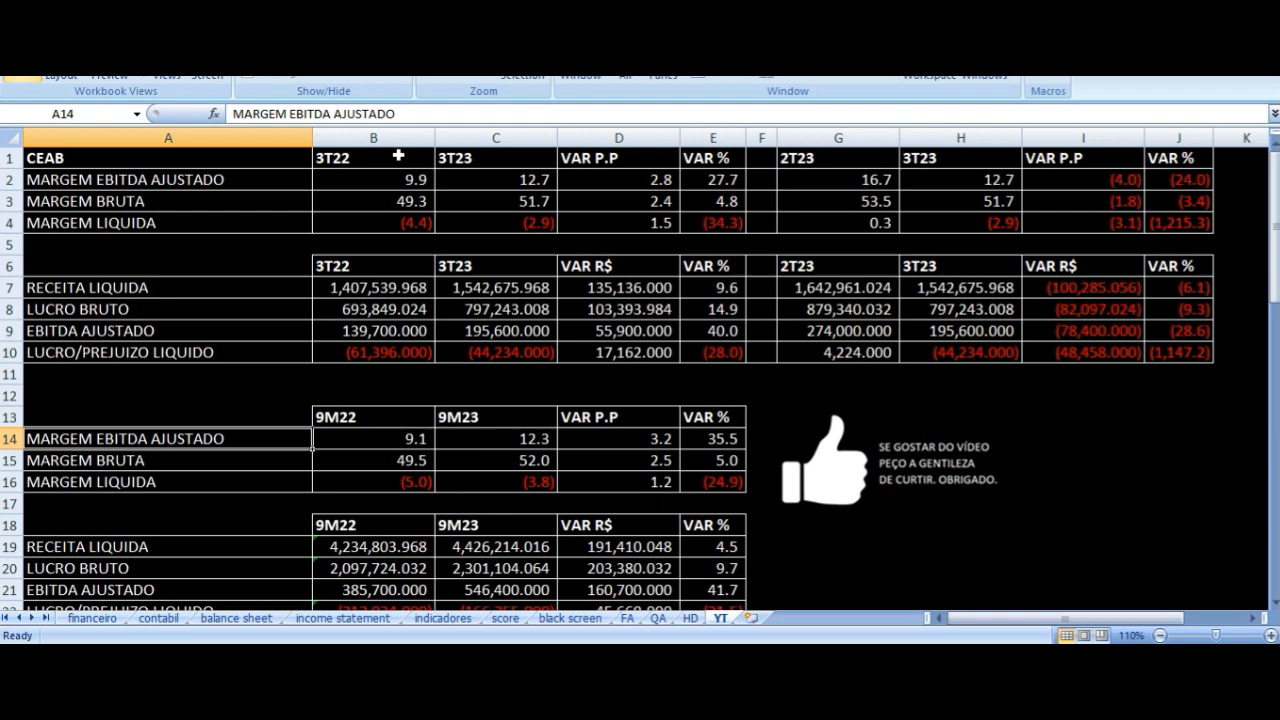 Workbook Views Show/Hide Zoom Window Macros
A14 fx MARGEM EBITDA AJUSTADO
A B C D E F G H I J K
1 CEAB 3T22 3T23 VAR P.P VAR % 2T23 3T23 VAR P.P VAR %
2 MARGEM EBITDA AJUSTADO 9.9 12.7 2.8 27.7 16.7 12.7 (4.0) (24.0)
3 MARGEM BRUTA 49.3 51.7 2.4 4.8 53.5 51.7 (1.8) (3.4)
4 MARGEM LIQUIDA (4.4) (2.9) 1.5 (34.3) 0.3 (2.9) (3.1) (1,215.3)
5
6 3T22 3T23 VAR R$ VAR % 2T23 3T23 VAR R$ VAR %
7 RECEITA LIQUIDA 1,407,539.968 1,542,675.968 135,136.000 9.6 1,642,961.024 1,542,675.968 (100,285.056) (6.1)
8 LUCRO BRUTO 693,849.024 797,243.008 103,393.984 14.9 879,340.032 797,243.008 (82,097.024) (9.3)
9 EBITDA AJUSTADO 139,700.000 195,600.000 55,900.000 40.0 274,000.000 195,600.000 (78,400.000) (28.6)
10 LUCRO/PREJUIZO LIQUIDO (61,396.000) (44,234.000) 17,162.000 (28.0) 4,224.000 (44,234.000) (48,458.000) (1,147.2)
11
12
13 9M22 9M23 VAR P.P VAR %
14 MARGEM EBITDA AJUSTADO 9.1 12.3 3.2 35.5
15 MARGEM BRUTA 49.5 52.0 2.5 5.0
16 MARGEM LIQUIDA (5.0) (3.8) 1.2 (24.9)
SE GOSTAR DO VÍDEO
PEÇO A GENTILEZA
DE CURTIR. OBRIGADO.
17
18 9M22 9M23 VAR R$ VAR %
19 RECEITA LIQUIDA 4,234,803.968 4,426,214.016 191,410.048 4.5
20 LUCRO BRUTO 2,097,724.032 2,301,104.064 203,380.032 9.7
21 EBITDA AJUSTADO 385,700.000 546,400.000 160,700.000 41.7
LUCRO/PREJUIZO LIQUIDO
financeiro contabil balance sheet income statement indicadores score black screen FA QA HD YT
Ready 110%